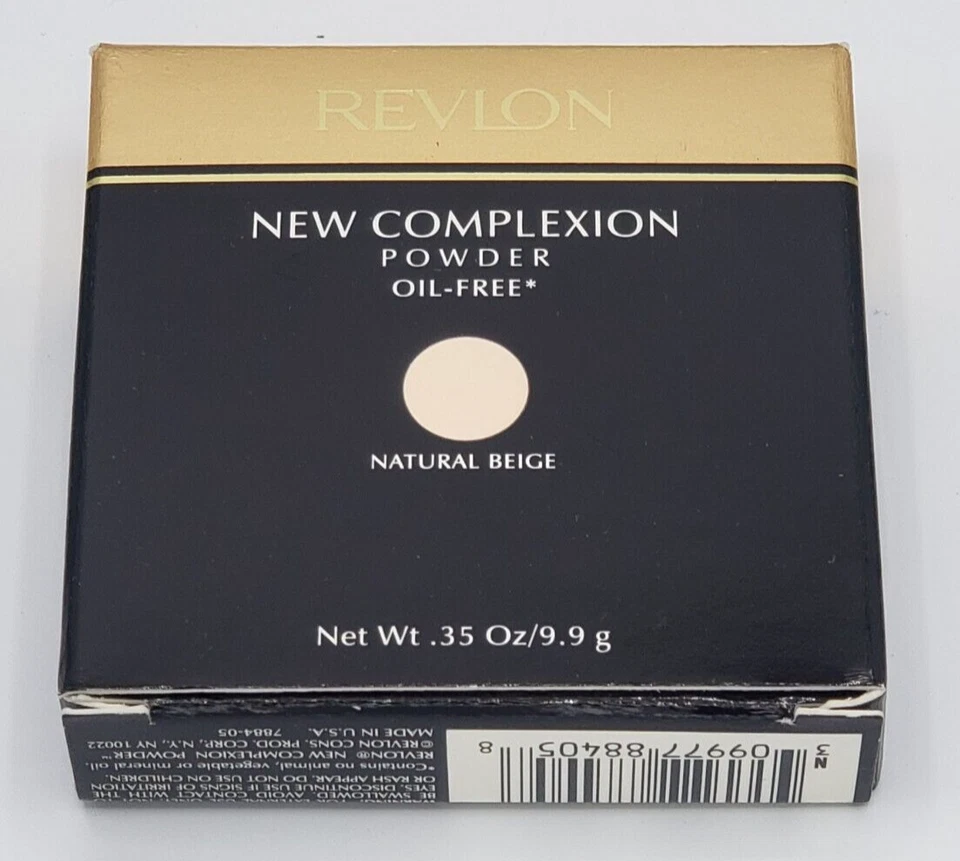 REVLON
NEW COMPLEXION
POWDER
OIL-FREE*
NATURAL BEIGE
Net Wt .35 Oz/9.9 g
BE SWALLOWED. AVOID CONTACT WITH THE
EYES. DISCONTINUE USE IF SIGNS OF IRRITATION
OR RASH APPEAR. DO NOT USE ON CHILDREN.
*Contains no animal, vegetable or mineral oil.
REVLON® NEW COMPLEXION POWDER™
©REVLON CONS. PROD. CORP., N.Y., NY 10022
MADE IN U.S.A. 7884-05
N
3 09977 88405 8